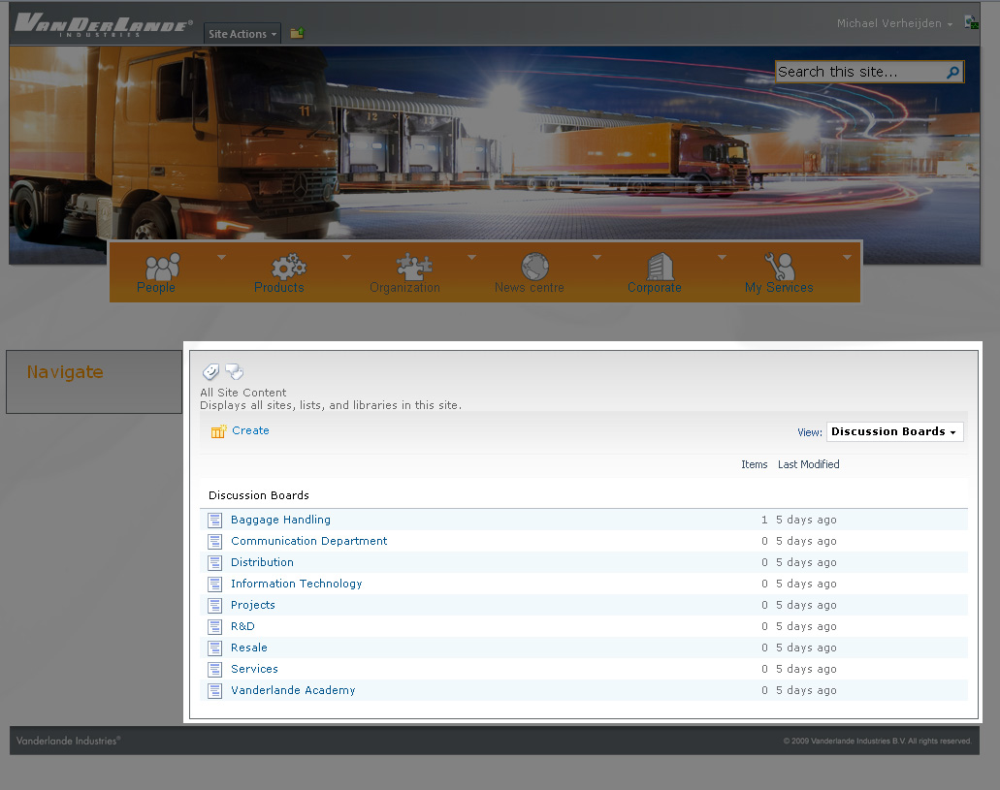 VANDERLANDE®
INDUSTRIES
Site Actions
Michael Verheijden
Search this site...
11
12
13
People
Products
Organization
News centre
Corporate
My Services
Navigate
All Site Content
Displays all sites, lists, and libraries in this site.
Create
View: Discussion Boards
Items Last Modified
Discussion Boards
Baggage Handling 1 5 days ago
Communication Department 0 5 days ago
Distribution 0 5 days ago
Information Technology 0 5 days ago
Projects 0 5 days ago
R&D 0 5 days ago
Resale 0 5 days ago
Services 0 5 days ago
Vanderlande Academy 0 5 days ago
Vanderlande Industries®
© 2009 Vanderlande Industries B.V. All rights reserved.